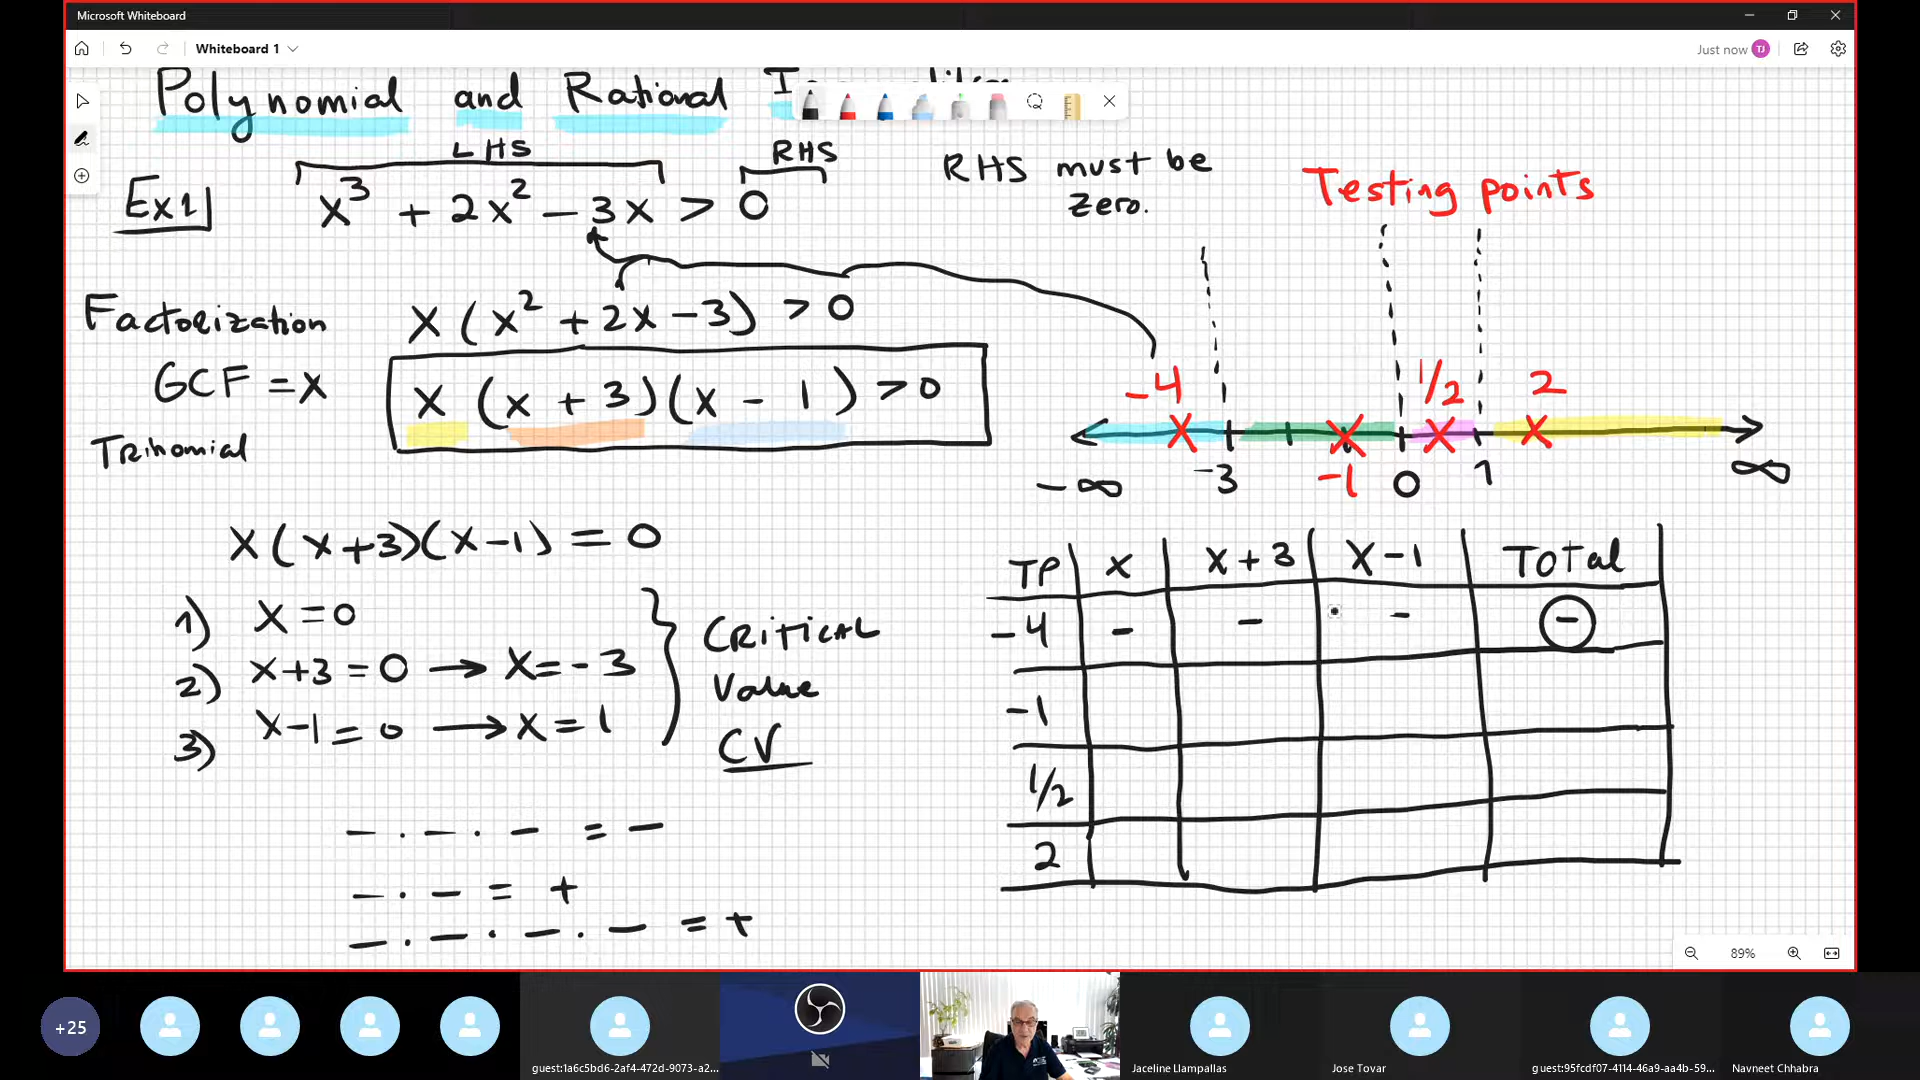 Microsoft Whiteboard
Whiteboard 1
Just now TJ
Polynomial and Rational
LHS
RHS
RHS must be
zero.
Testing points
Ex1
x³ + 2x² - 3x > 0
Factorization
x(x² + 2x - 3) > 0
GCF = x
x (x + 3)(x - 1) > 0
Trinomial
-4 1/2 2
-∞ -3 -1 0 1 ∞
x(x+3)(x-1) = 0
1) x = 0
2) x+3 = 0 → x = -3
3) x-1 = 0 → x = 1
Critical
Value
CV
TP x x+3 x-1 Total
-4 - - - -
-1
1/2
2
- · - · - = -
- · - = +
- · - · - · - = +
89%
+25
guest:1a6c5bd6-2af4-472d-9073-a2...
Jaceline Llampallas
Jose Tovar
guest:95fcdf07-4114-46a9-aa4b-59...
Navneet Chhabra